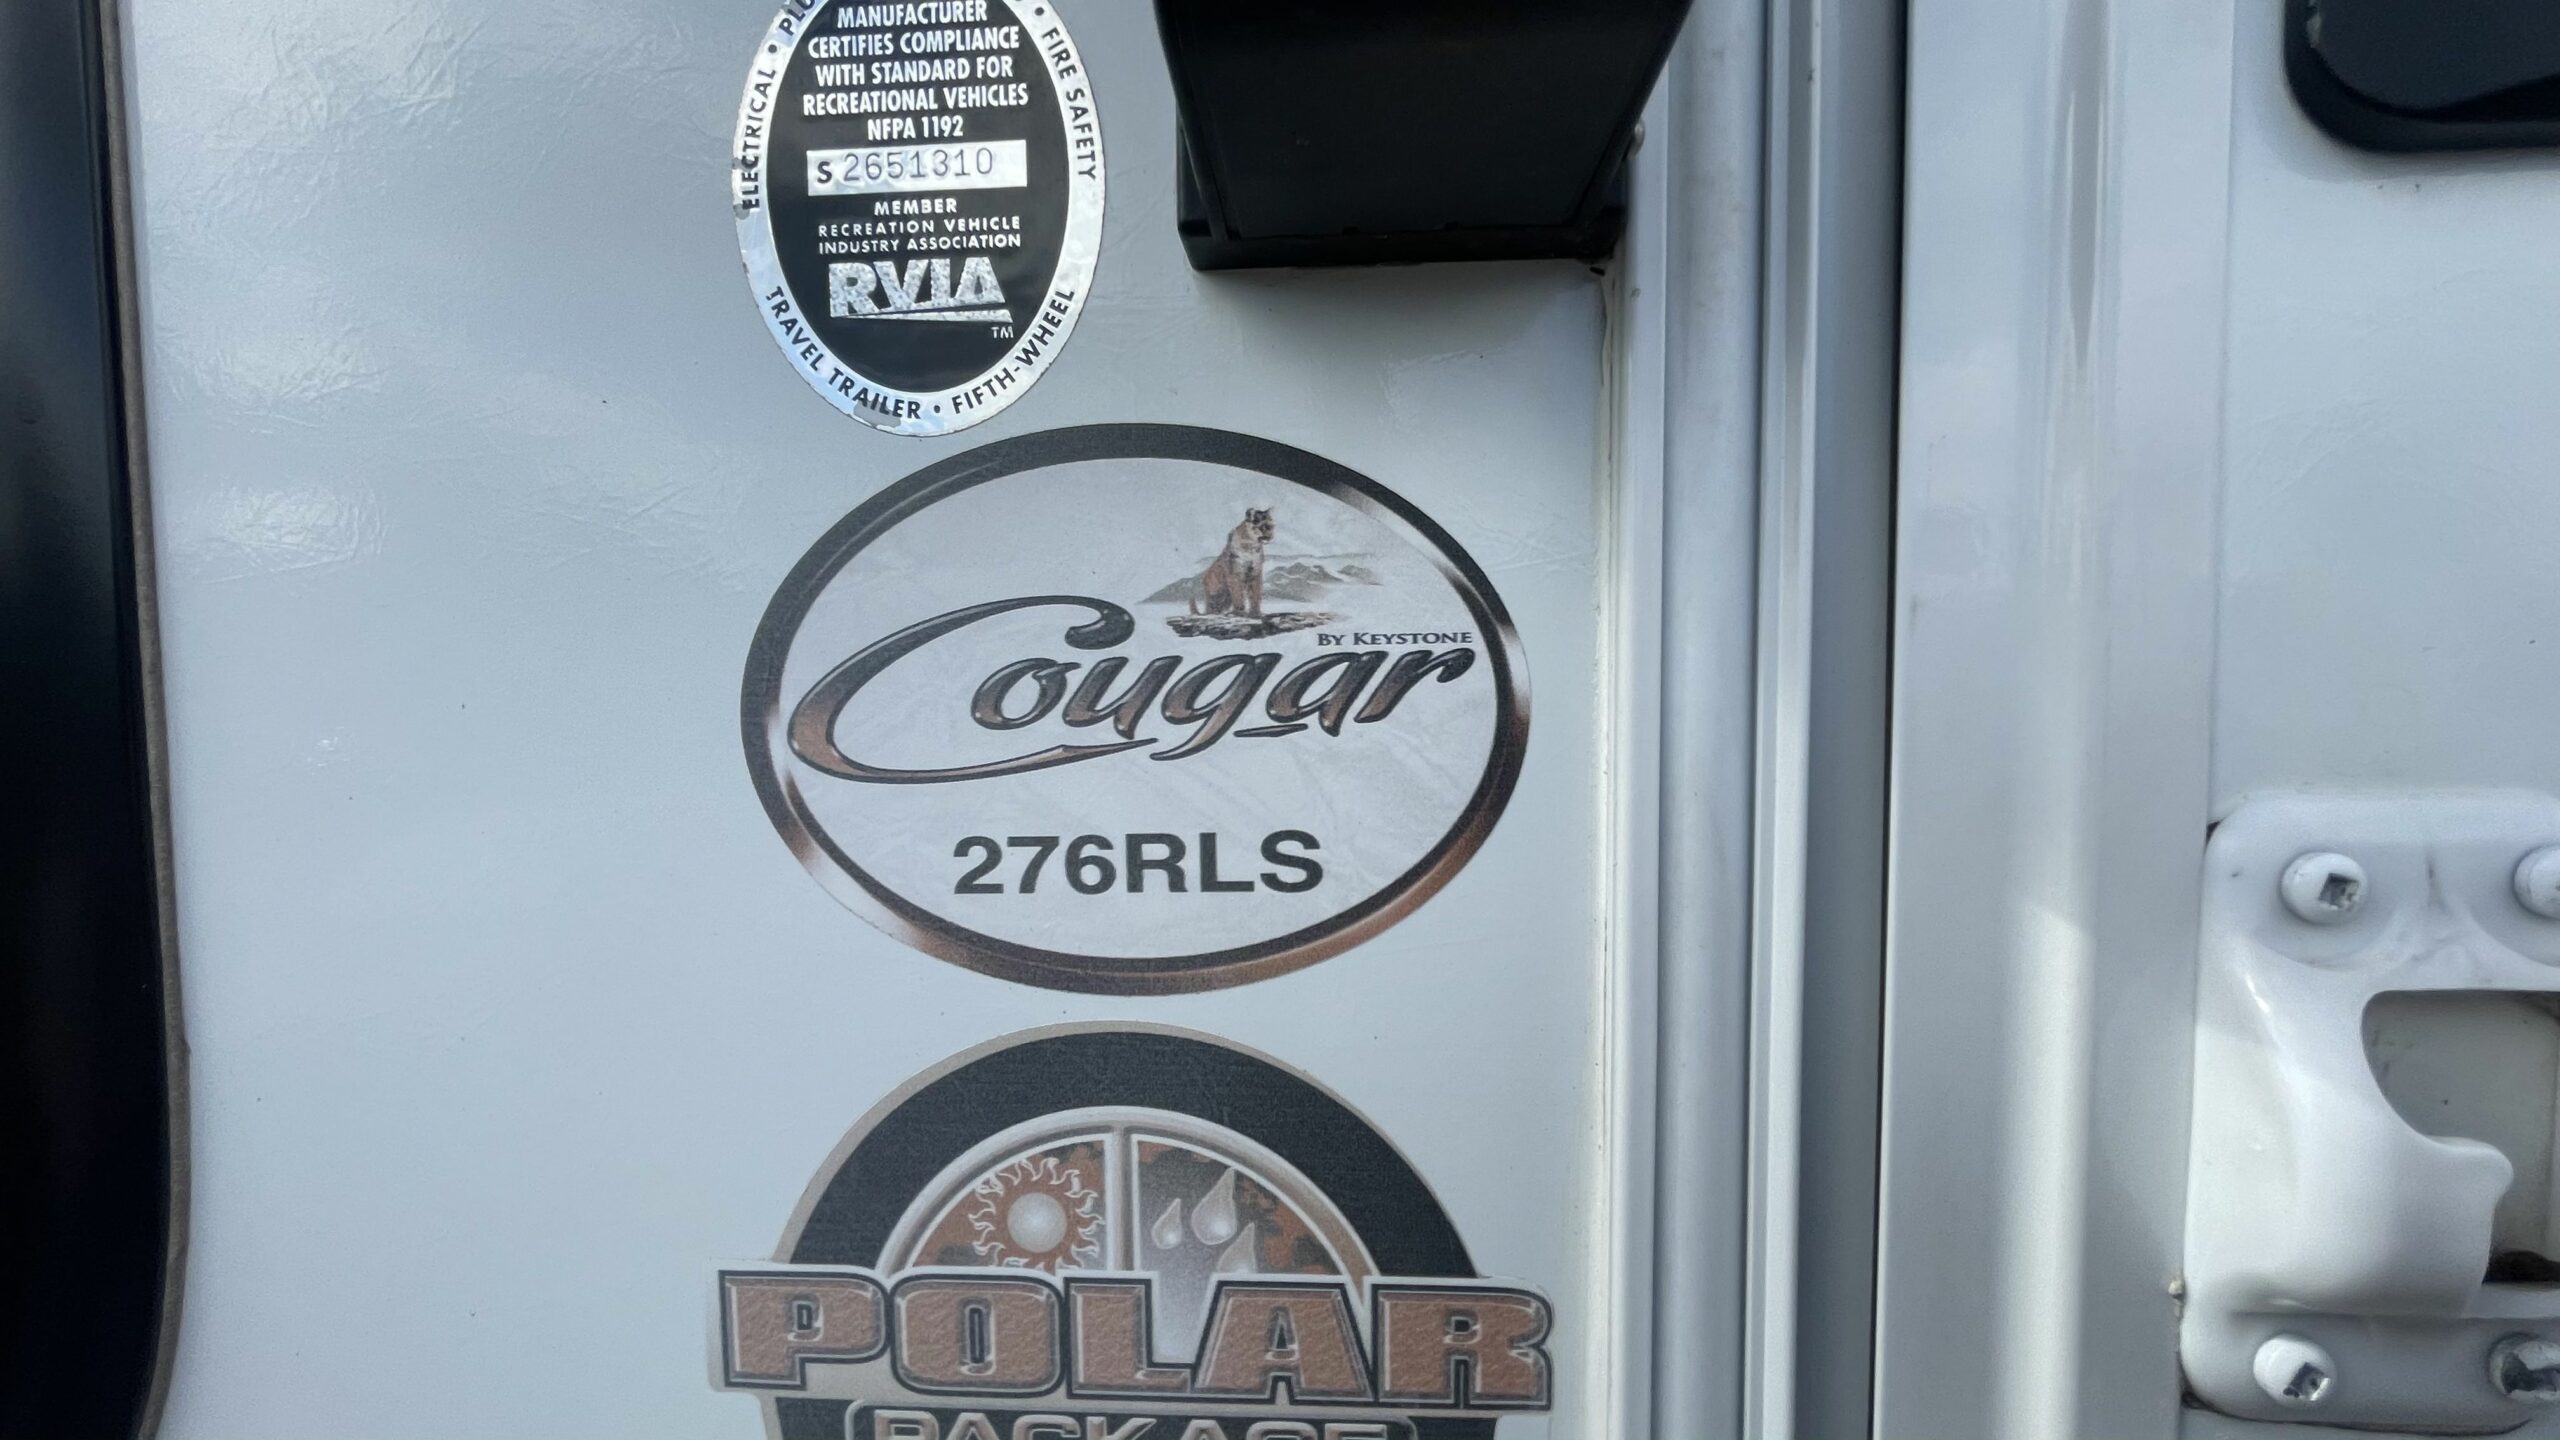 MANUFACTURER
CERTIFIES COMPLIANCE
WITH STANDARD FOR
RECREATIONAL VEHICLES
NFPA 1192
S 2651310
MEMBER
RECREATION VEHICLE
INDUSTRY ASSOCIATION
RVIA
TM
ELECTRICAL •
• FIRE SAFETY
TRAVEL TRAILER • FIFTH-WHEEL
BY KEYSTONE
Cougar
276RLS
POLAR
PACKAGE